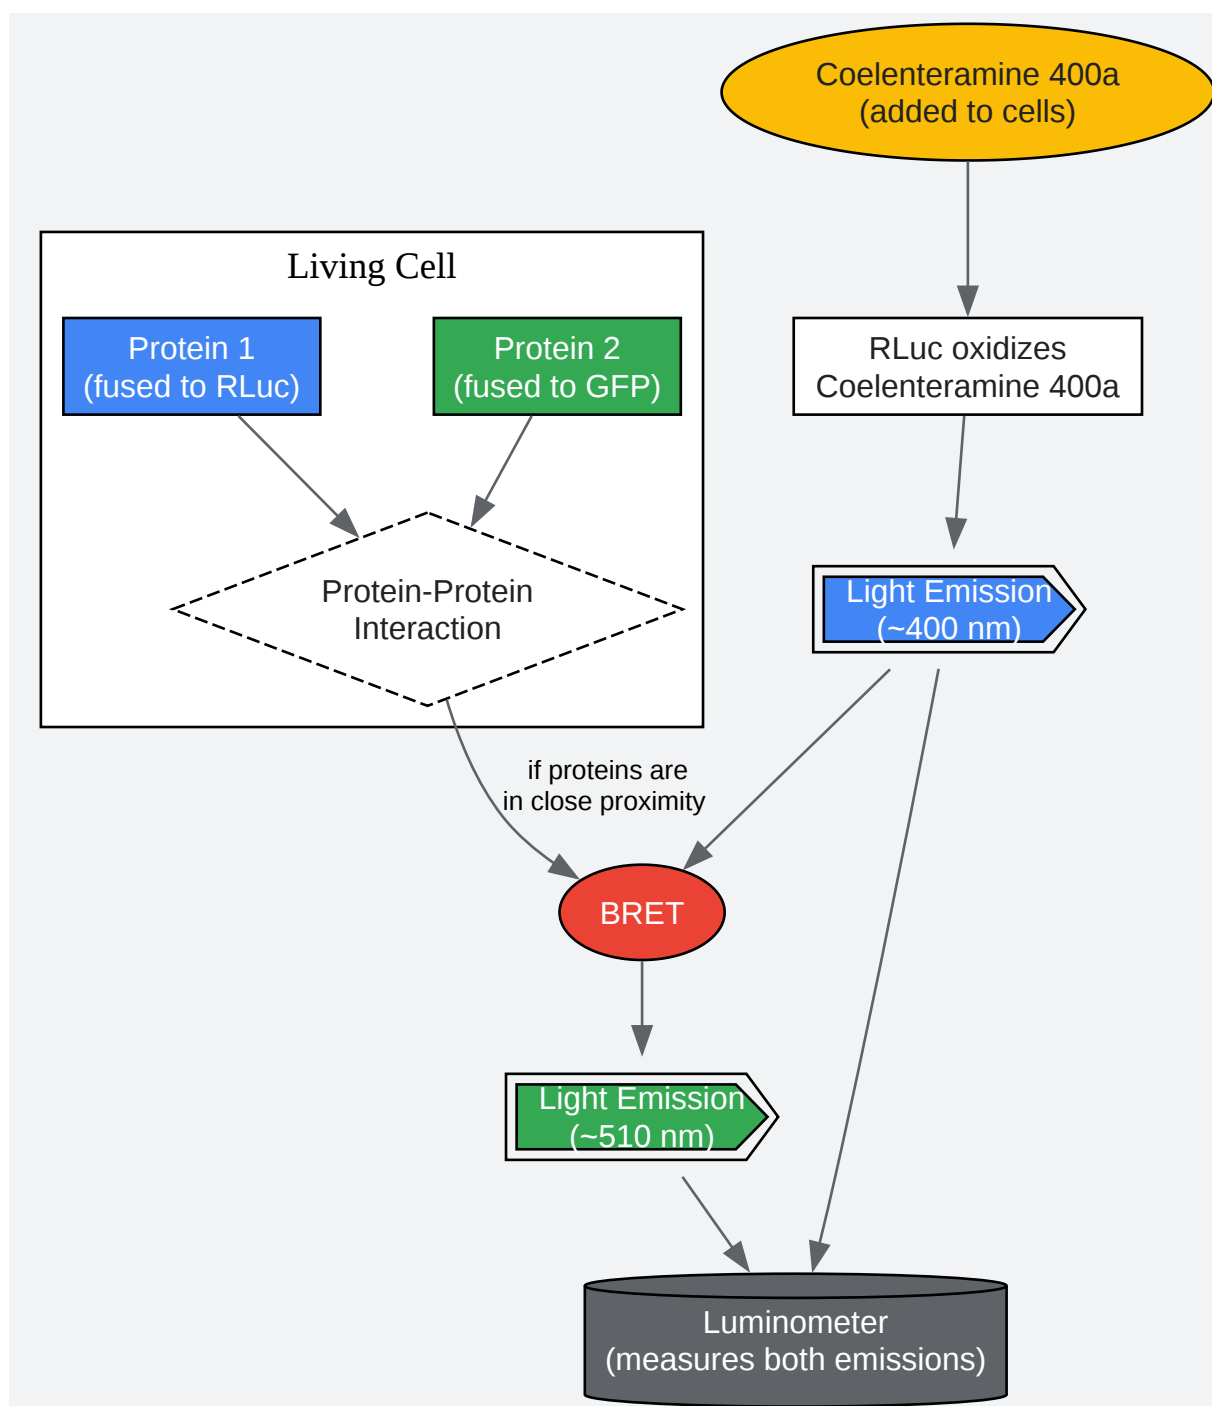 Coelenteramine 400a
(added to cells)
Living Cell
Protein 1
(fused to RLuc)
Protein 2
(fused to GFP)
RLuc oxidizes
Coelenteramine 400a
Protein-Protein
Interaction
Light Emission
(~400 nm)
if proteins are
in close proximity
BRET
Light Emission
(~510 nm)
Luminometer
(measures both emissions)